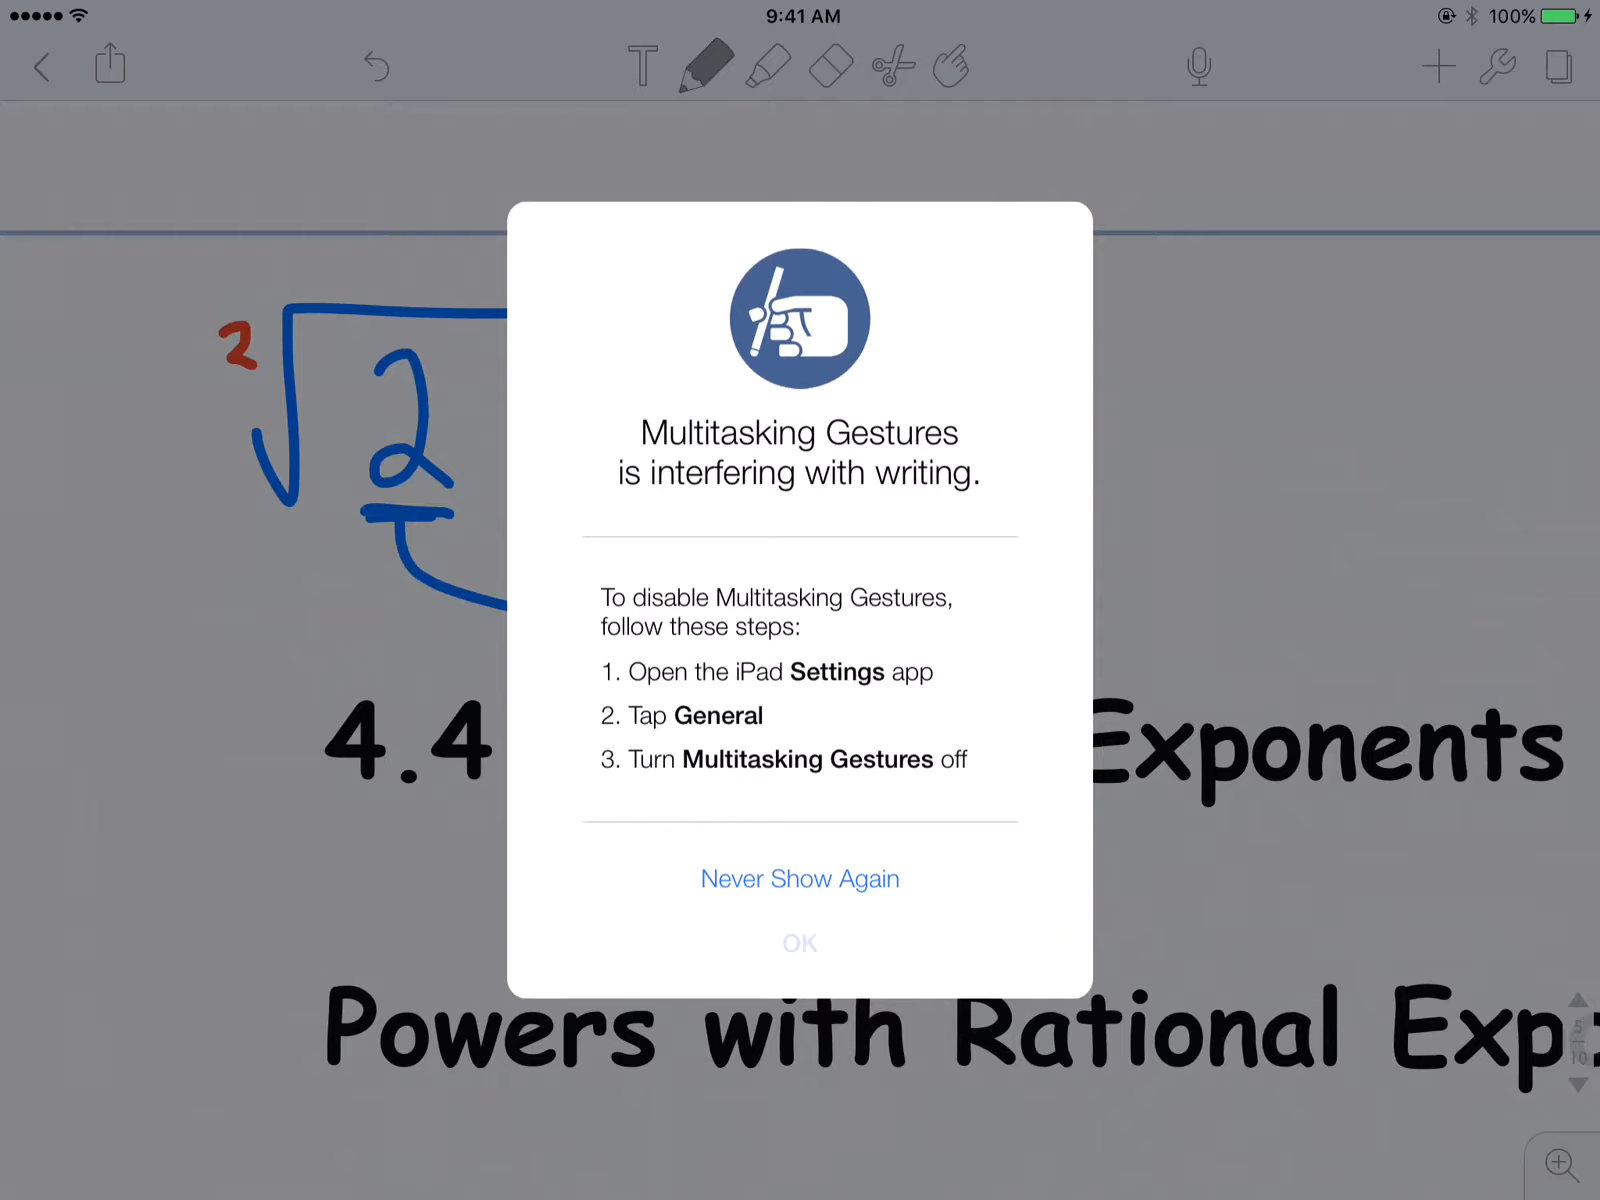 9:41 AM
100%
T
2
2
Multitasking Gestures
is interfering with writing.
To disable Multitasking Gestures,
follow these steps:
1. Open the iPad Settings app
2. Tap General
3. Turn Multitasking Gestures off
4.4 Exponents
Never Show Again
OK
Powers with Rational Exp
5
10